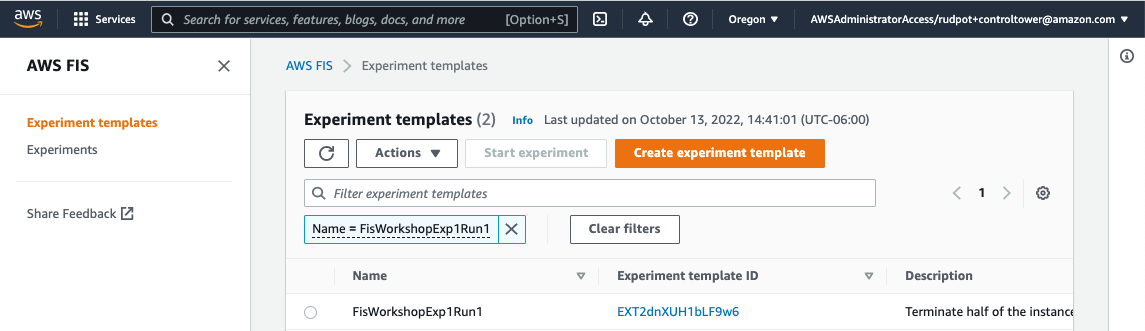 aws Services Search for services, features, blogs, docs, and more [Option+S] Oregon ▼ AWSAdministratorAccess/rudpot+controltower@amazon.com ▼
AWS FIS
Experiment templates
Experiments
Share Feedback
AWS FIS > Experiment templates
Experiment templates (2) Info Last updated on October 13, 2022, 14:41:01 (UTC-06:00)
Actions ▼ Start experiment Create experiment template
Filter experiment templates < 1 >
Name = FisWorkshopExp1Run1 Clear filters
Name Experiment template ID Description
FisWorkshopExp1Run1 EXT2dnXUH1bLF9w6 Terminate half of the instance